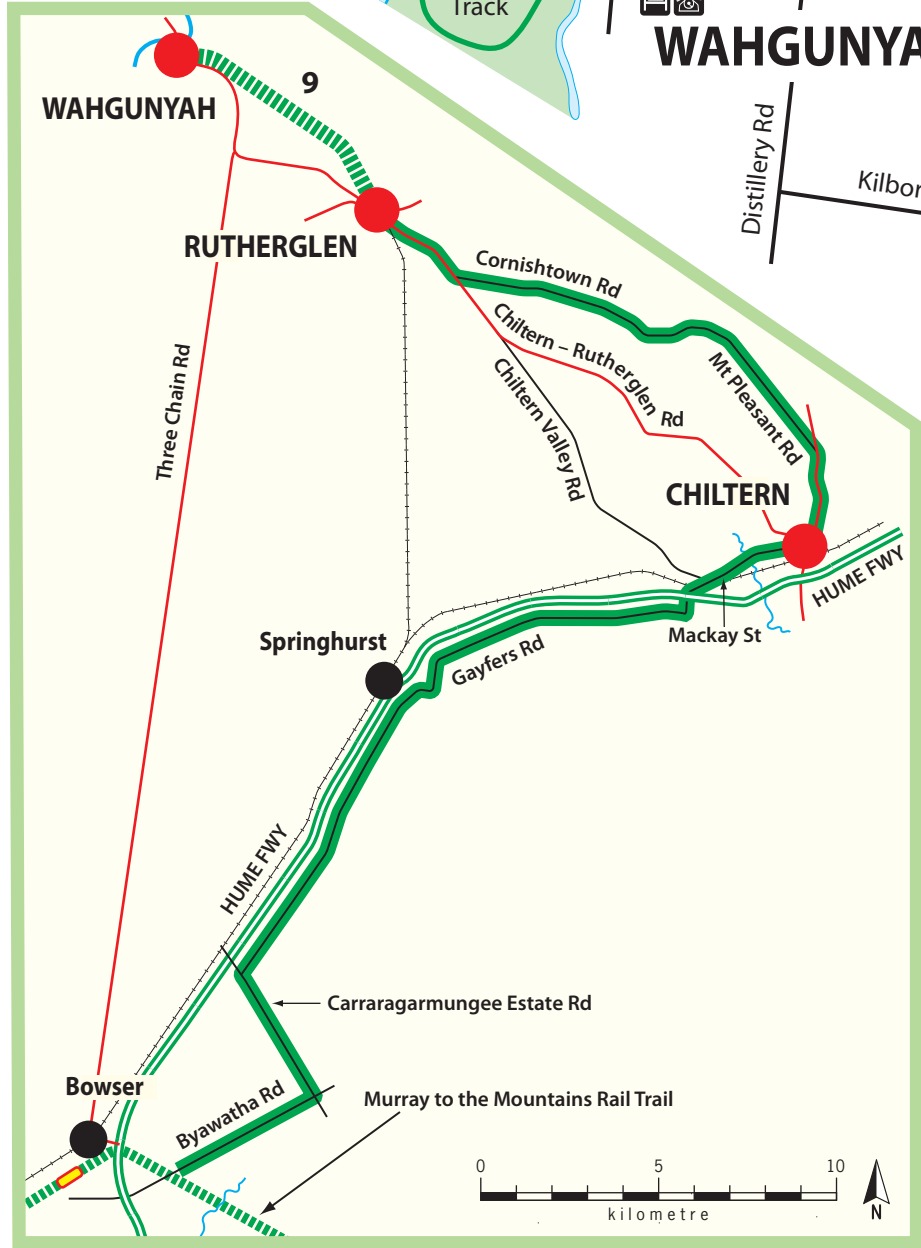 Track
WAHGUNYA
Distillery Rd
Kilbor
9
WAHGUNYAH
RUTHERGLEN
Cornishtown Rd
Chiltern – Rutherglen Rd
Chiltern Valley Rd
Mt Pleasant Rd
Three Chain Rd
CHILTERN
HUME FWY
Mackay St
Springhurst
Gayfers Rd
HUME FWY
Carraragarmungee Estate Rd
Bowser
Byawatha Rd
Murray to the Mountains Rail Trail
0 5 10
kilometre
N